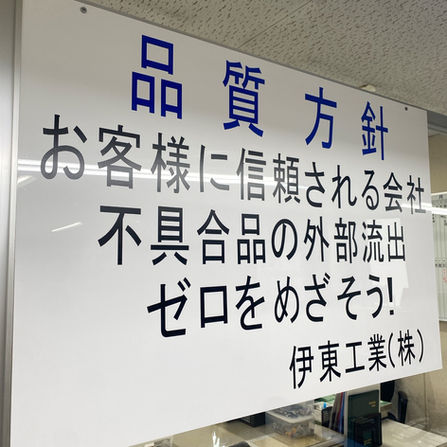 品質方針
お客様に信頼される会社
不具合品の外部流出
ゼロをめざそう!
伊東工業(株)